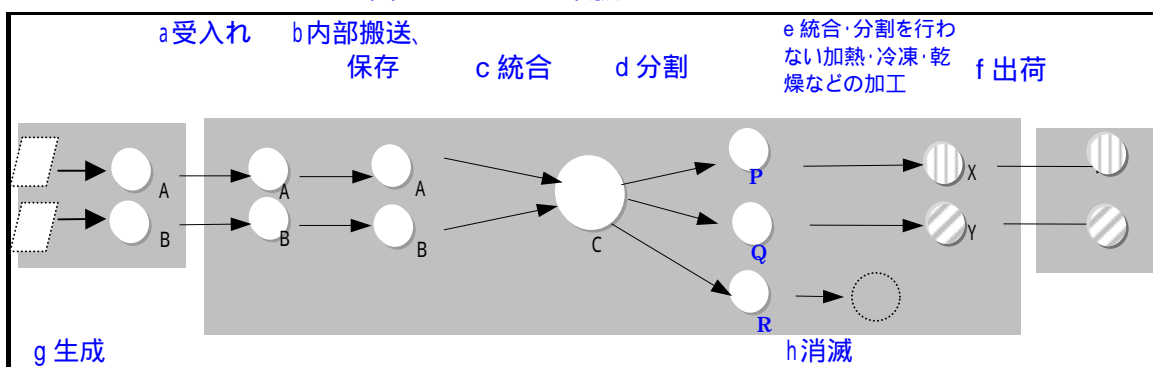 a受入れ
b内部搬送、
保存
c 統合
d 分割
e 統合・分割を行わ
ない加熱・冷凍・乾
燥などの加工
f 出荷
A
A
A
B
B
B
C
P
Q
R
X
Y
g 生成
h消滅